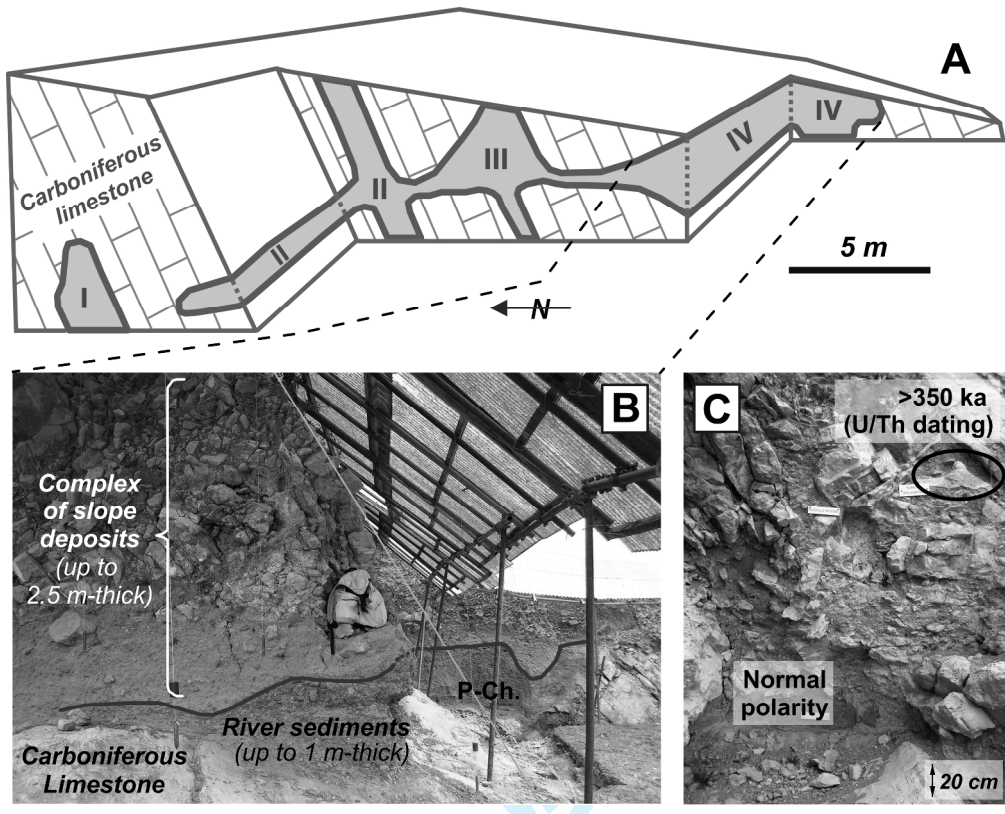 A
Carboniferous
limestone
I
II
II
III
IV
IV
5 m
N
B
Complex
of slope
deposits
(up to
2.5 m-thick)
P-Ch.
River sediments
(up to 1 m-thick)
Carboniferous
Limestone
C
>350 ka
(U/Th dating)
Normal
polarity
20 cm